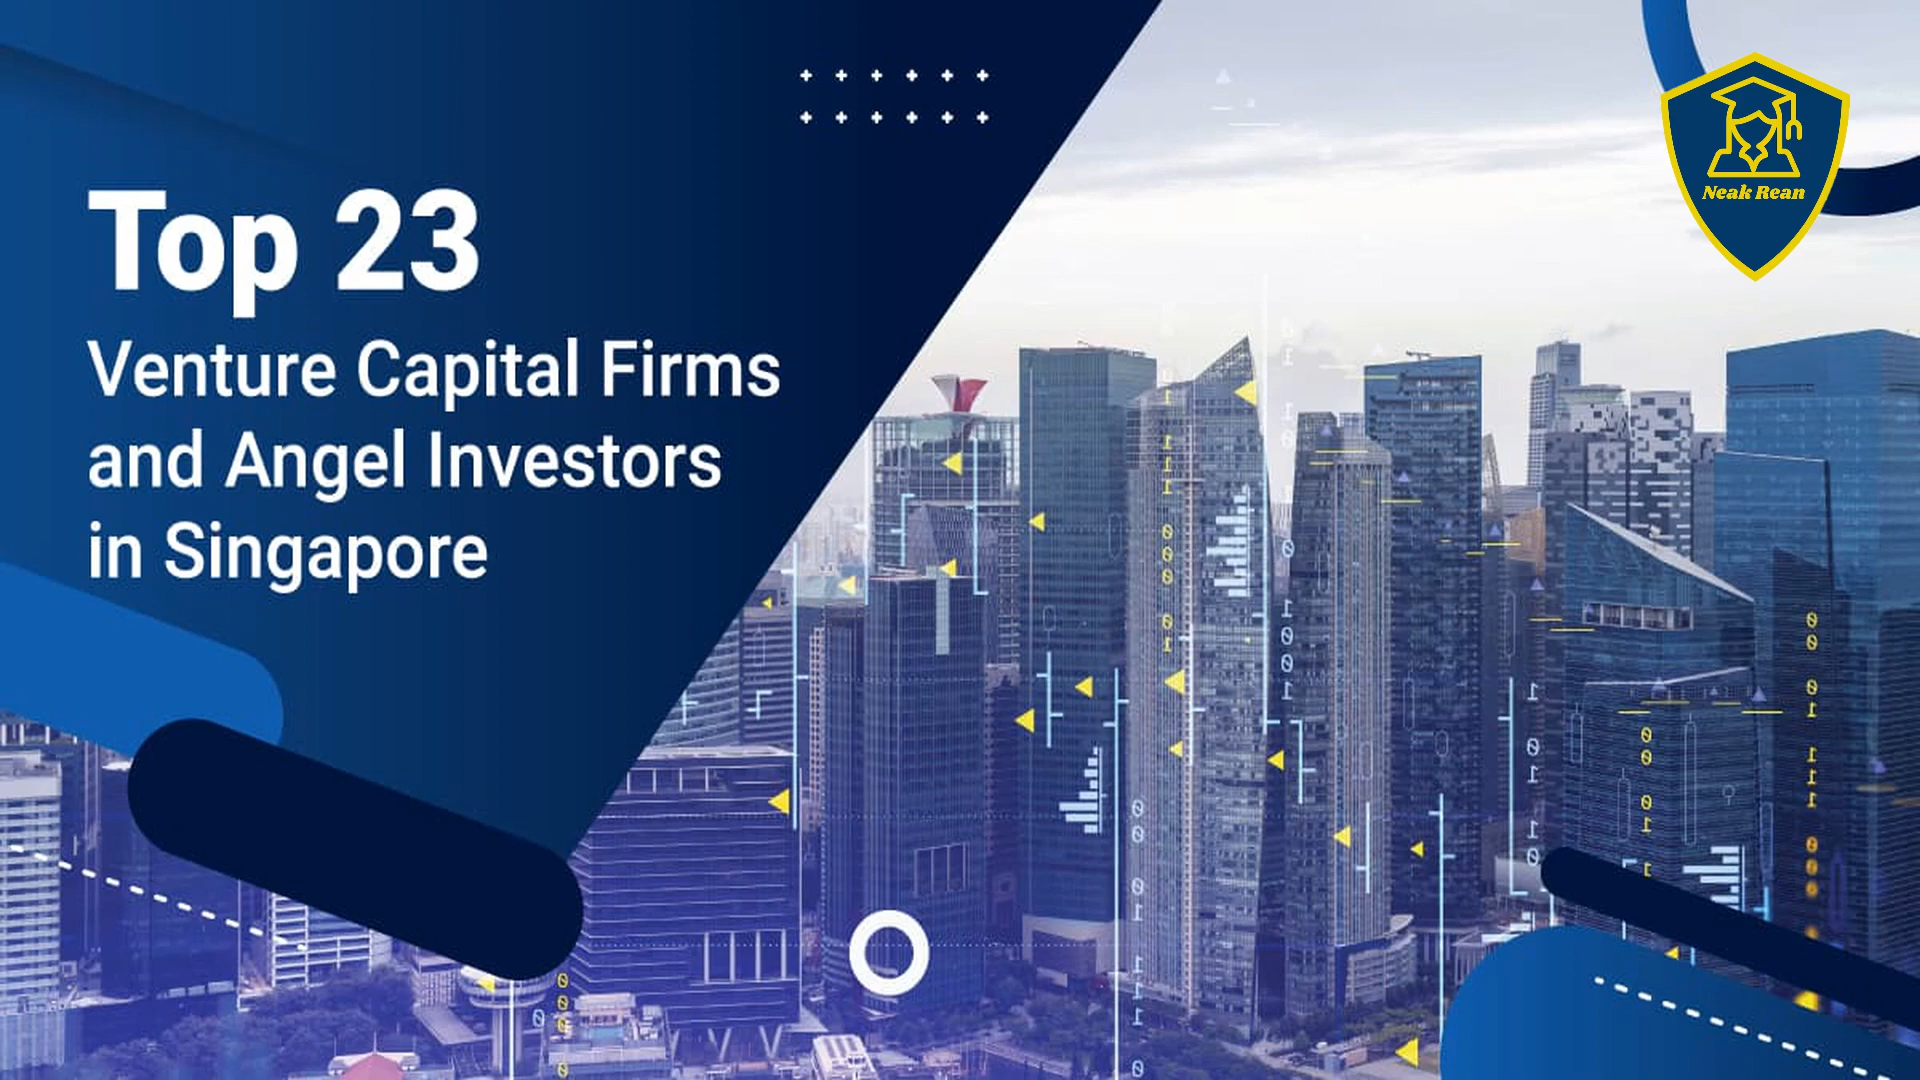 Top 23
Venture Capital Firms
and Angel Investors
in Singapore
Neak Rean